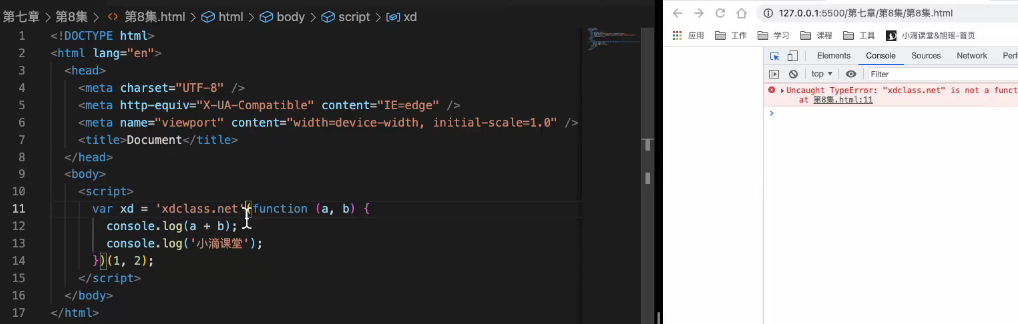 第七章 > 第8集 > <> 第8集.html > html > body > script > xd
1 <!DOCTYPE html>
2 <html lang="en">
3 <head>
4 <meta charset="UTF-8" />
5 <meta http-equiv="X-UA-Compatible" content="IE=edge" />
6 <meta name="viewport" content="width=device-width, initial-scale=1.0" />
7 <title>Document</title>
8 </head>
9 <body>
10 <script>
11 var xd = 'xdclass.net'(function (a, b) {
12 console.log(a + b);
13 console.log('小滴课堂');
14 })(1, 2);
15 </script>
16 </body>
17 </html>
127.0.0.1:5500/第七章/第8集/第8集.html
应用 工作 学习 课程 工具 小滴课堂&旭瑶-首页
Elements Console Sources Network Perf
top ▼ Filter
Uncaught TypeError: "xdclass.net" is not a funct
at 第8集.html:11